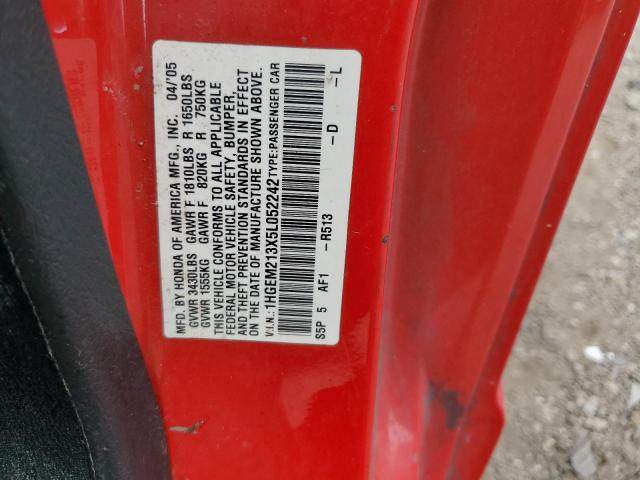 MFD. BY HONDA OF AMERICA MFG., INC. 04/'05
GVWR 3430LBS GAWR F 1810LBS R 1650LBS
GVWR 1555KG GAWR F 820KG R 750KG
THIS VEHICLE CONFORMS TO ALL APPLICABLE
FEDERAL MOTOR VEHICLE SAFETY, BUMPER,
AND THEFT PREVENTION STANDARDS IN EFFECT
ON THE DATE OF MANUFACTURE SHOWN ABOVE.
V.I.N.: 1HGEM213X5L052242 TYPE:PASSENGER CAR
S5P 5 AF1 -R513 -D -L